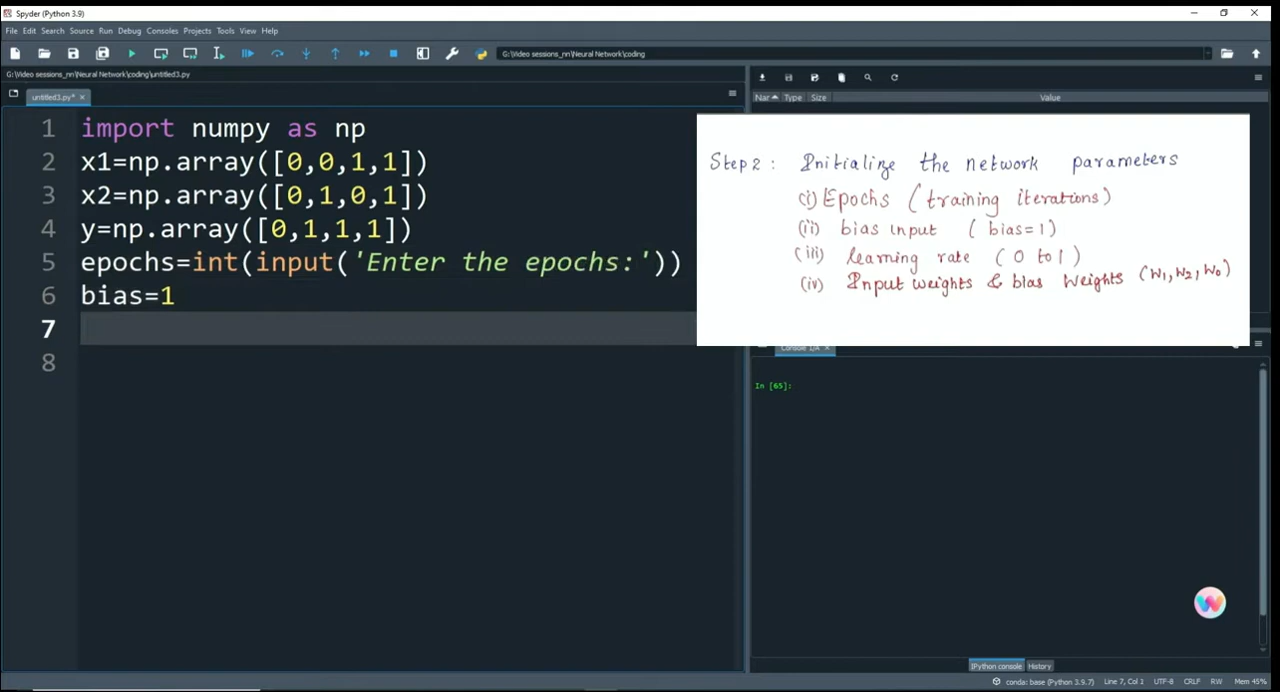 Spyder (Python 3.9)
File Edit Search Source Run Debug Consoles Projects Tools View Help
G:\Video sessions_nn\Neural Network\coding
G:\Video sessions_nn\Neural Network\coding\untitled3.py
untitled3.py*
Nar Type Size Value
1 import numpy as np
2 x1=np.array([0,0,1,1])
3 x2=np.array([0,1,0,1])
4 y=np.array([0,1,1,1])
5 epochs=int(input('Enter the epochs:'))
6 bias=1
7
8
Step 2 : Initialize the network parameters
(i) Epochs (training iterations)
(ii) bias input (bias=1)
(iii) learning rate (0 to 1)
(iv) Input weights & bias Weights (W1, W2, W0)
Console 1/A
In [65]:
IPython console History
conda: base (Python 3.9.7) Line 7, Col 1 UTF-8 CRLF RW Mem 45%